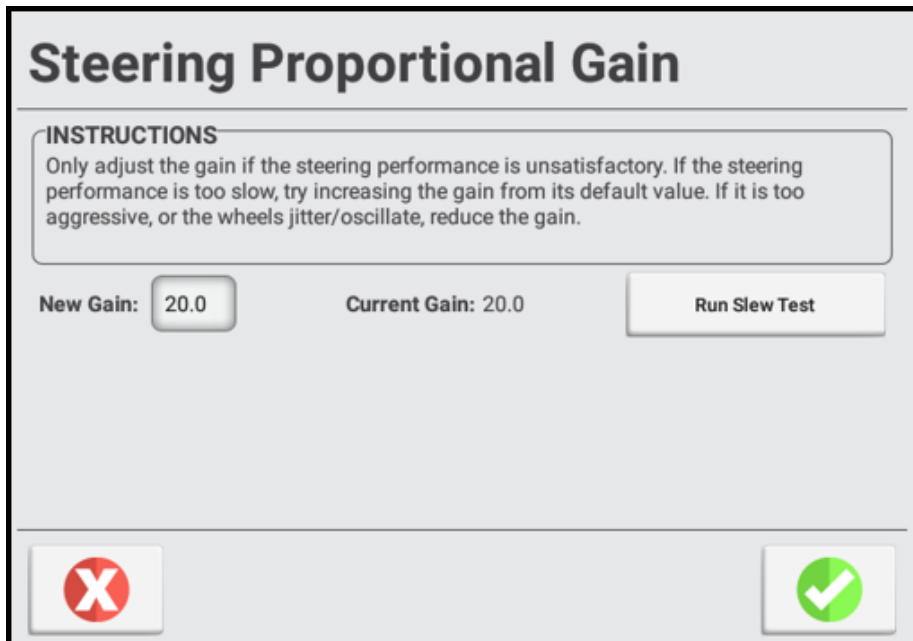 Steering Proportional Gain
INSTRUCTIONS
Only adjust the gain if the steering performance is unsatisfactory. If the steering
performance is too slow, try increasing the gain from its default value. If it is too
aggressive, or the wheels jitter/oscillate, reduce the gain.
New Gain: 20.0 Current Gain: 20.0 Run Slew Test